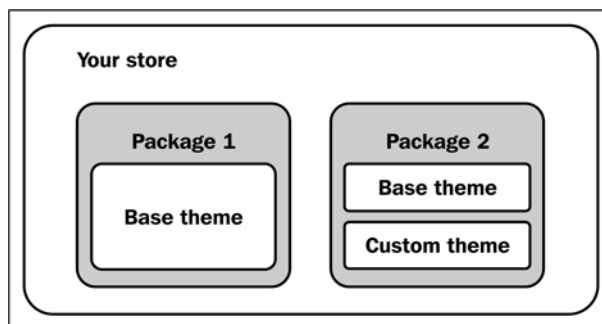 Your store
Package 1
Base theme
Package 2
Base theme
Custom theme